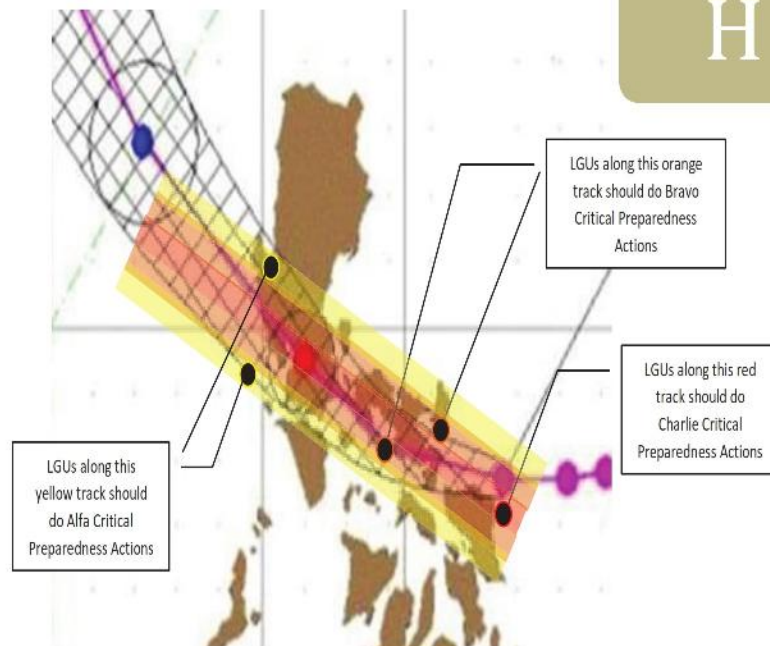 H
LGUs along this orange
track should do Bravo
Critical Preparedness
Actions
LGUs along this red
track should do
Charlie Critical
Preparedness Actions
LGUs along this
yellow track should
do Alfa Critical
Preparedness Actions